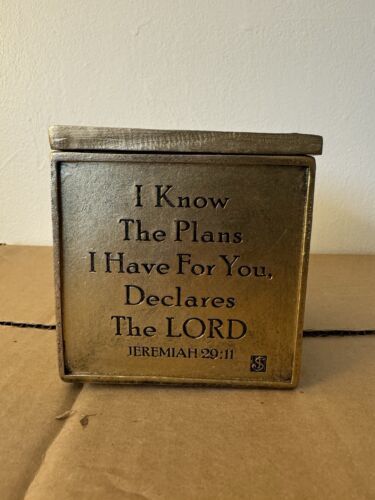 I Know
The Plans
I Have For You,
Declares
The LORD
JEREMIAH 29:11